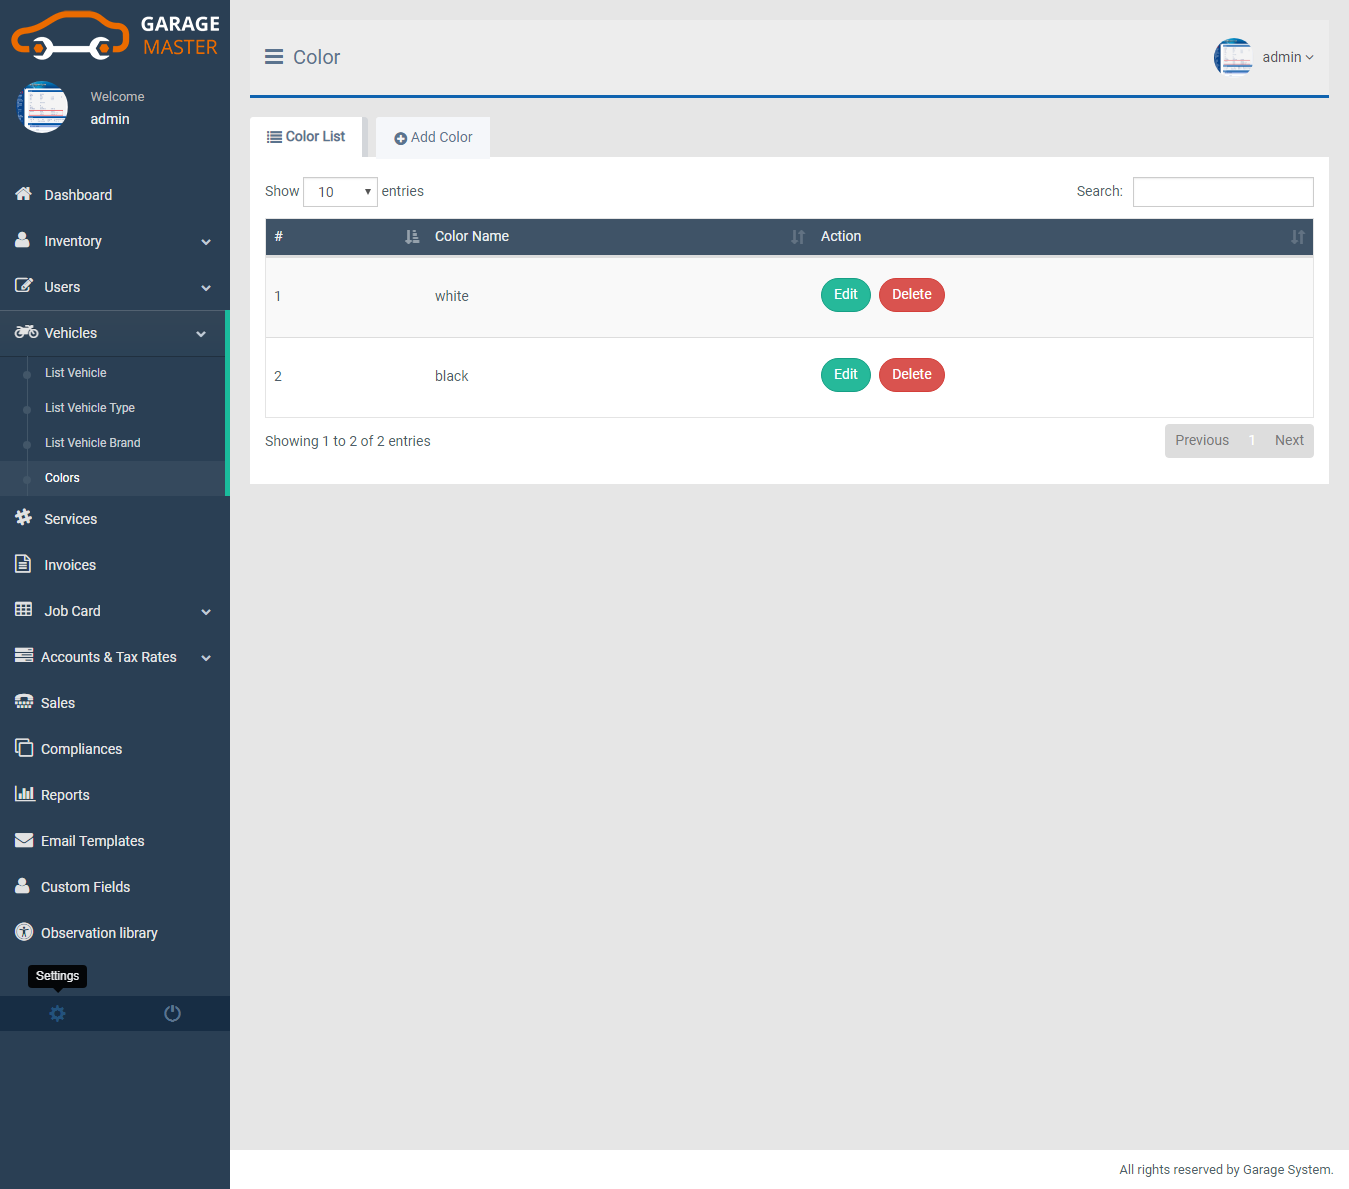 GARAGE
MASTER
Welcome
admin
Dashboard
Inventory
Users
Vehicles
List Vehicle
List Vehicle Type
List Vehicle Brand
Colors
Services
Invoices
Job Card
Accounts & Tax Rates
Sales
Compliances
Reports
Email Templates
Custom Fields
Observation library
Settings
Color
admin
Color List
Add Color
Show 10 entries
Search:
# Color Name Action
1 white Edit Delete
2 black Edit Delete
Showing 1 to 2 of 2 entries
Previous 1 Next
All rights reserved by Garage System.